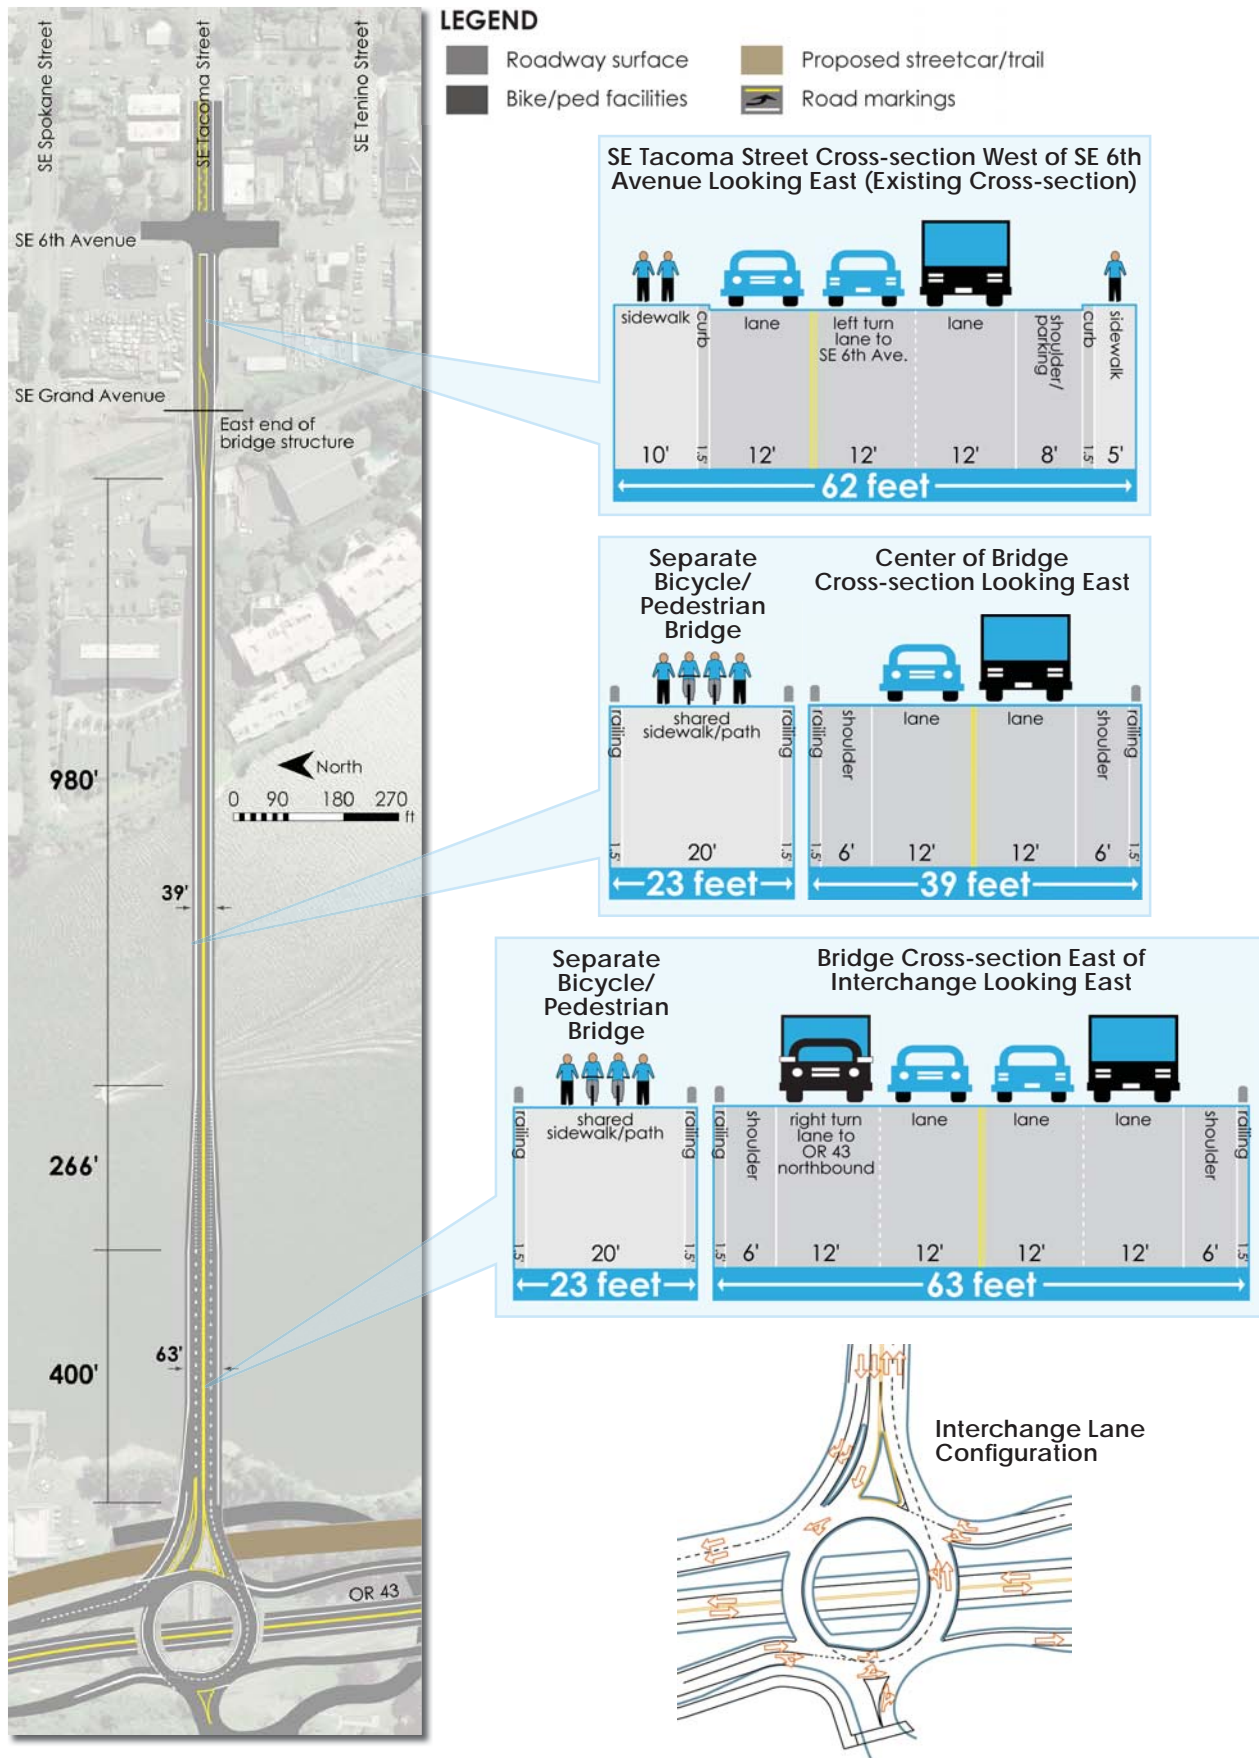 LEGEND
Roadway surface
Bike/ped facilities
Proposed streetcar/trail
Road markings
SE Spokane Street
SE Tacoma Street
SE Tenino Street
SE 6th Avenue
SE Grand Avenue
East end of
bridge structure
980'
North
0 90 180 270
ft
39'
266'
63'
400'
OR 43
SE Tacoma Street Cross-section West of SE 6th
Avenue Looking East (Existing Cross-section)
sidewalk
curb
lane
left turn
lane to
SE 6th Ave.
lane
shoulder/
parking
curb
sidewalk
10' 1.5' 12' 12' 12' 8' 1.5' 5'
62 feet
Separate
Bicycle/
Pedestrian
Bridge
railing
shared
sidewalk/path
railing
1.5' 20' 1.5'
23 feet
Center of Bridge
Cross-section Looking East
railing
shoulder
lane
lane
shoulder
railing
1.5' 6' 12' 12' 6' 1.5'
39 feet
Separate
Bicycle/
Pedestrian
Bridge
railing
shared
sidewalk/path
railing
1.5' 20' 1.5'
23 feet
Bridge Cross-section East of
Interchange Looking East
railing
shoulder
right turn
lane to
OR 43
northbound
lane
lane
lane
shoulder
railing
1.5' 6' 12' 12' 12' 12' 6' 1.5'
63 feet
Interchange Lane
Configuration